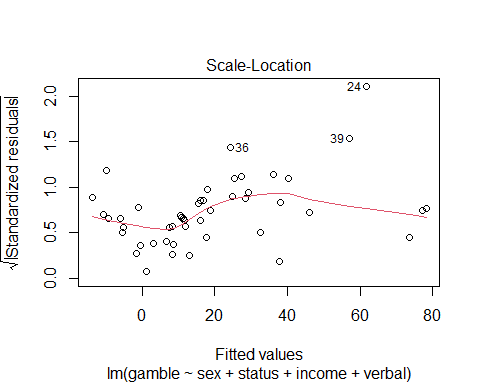 Scale-Location
√|Standardized residuals|
2.0
1.5
1.0
0.5
0.0
24
39
36
0 20 40 60 80
Fitted values
lm(gamble ~ sex + status + income + verbal)